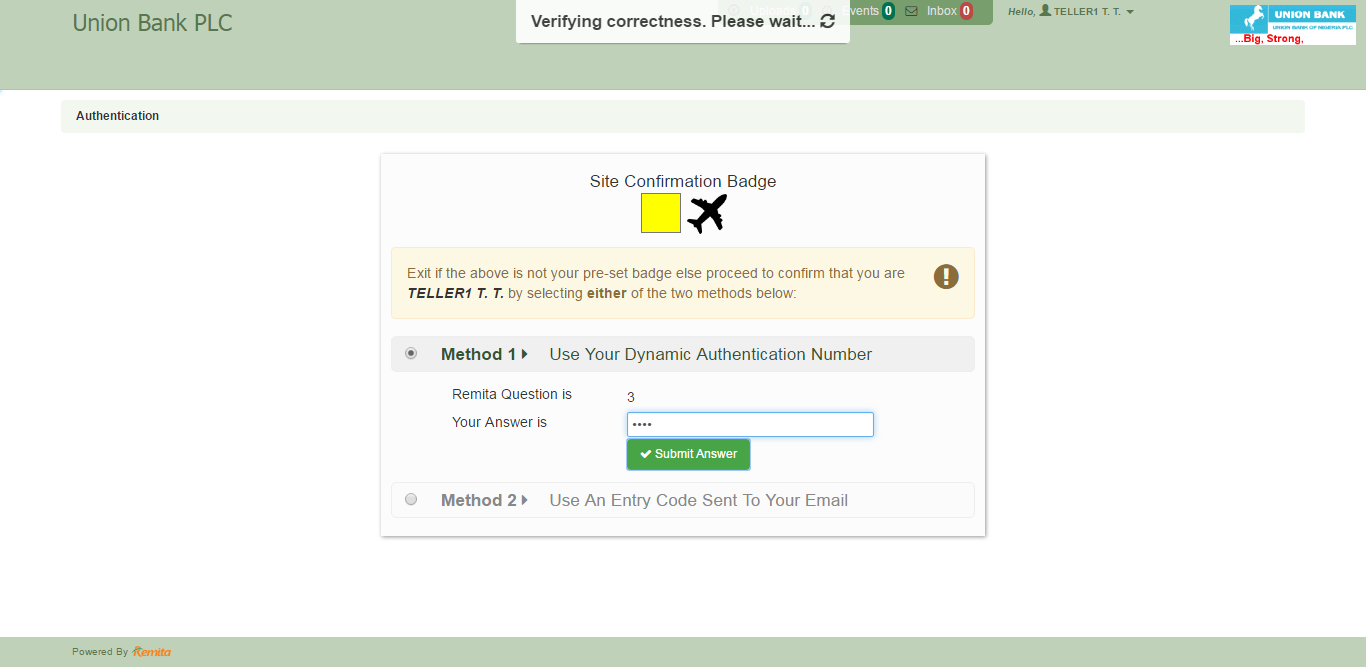 Union Bank PLC
Verifying correctness. Please wait...
Uploads 0 Events 0 Inbox 0
Hello, TELLER1 T. T.
UNION BANK
UNION BANK OF NIGERIA PLC
...Big, Strong,
Authentication
Site Confirmation Badge
Exit if the above is not your pre-set badge else proceed to confirm that you are
TELLER1 T. T. by selecting either of the two methods below:
Method 1 Use Your Dynamic Authentication Number
Remita Question is 3
Your Answer is ••••
Submit Answer
Method 2 Use An Entry Code Sent To Your Email
Powered By Remita